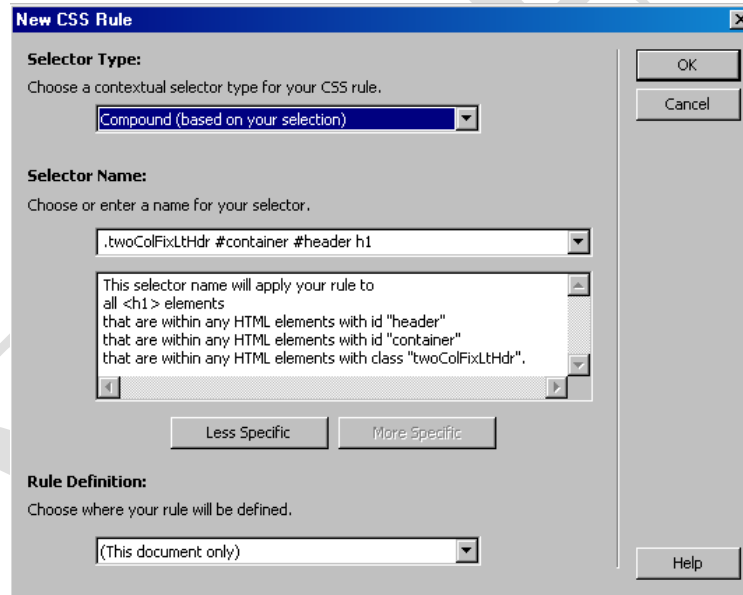 New CSS Rule
Selector Type:
Choose a contextual selector type for your CSS rule.
Compound (based on your selection)
OK
Cancel
Selector Name:
Choose or enter a name for your selector.
.twoColFixLtHdr #container #header h1
This selector name will apply your rule to
all <h1> elements
that are within any HTML elements with id "header"
that are within any HTML elements with id "container"
that are within any HTML elements with class "twoColFixLtHdr".
Less Specific
More Specific
Rule Definition:
Choose where your rule will be defined.
(This document only)
Help